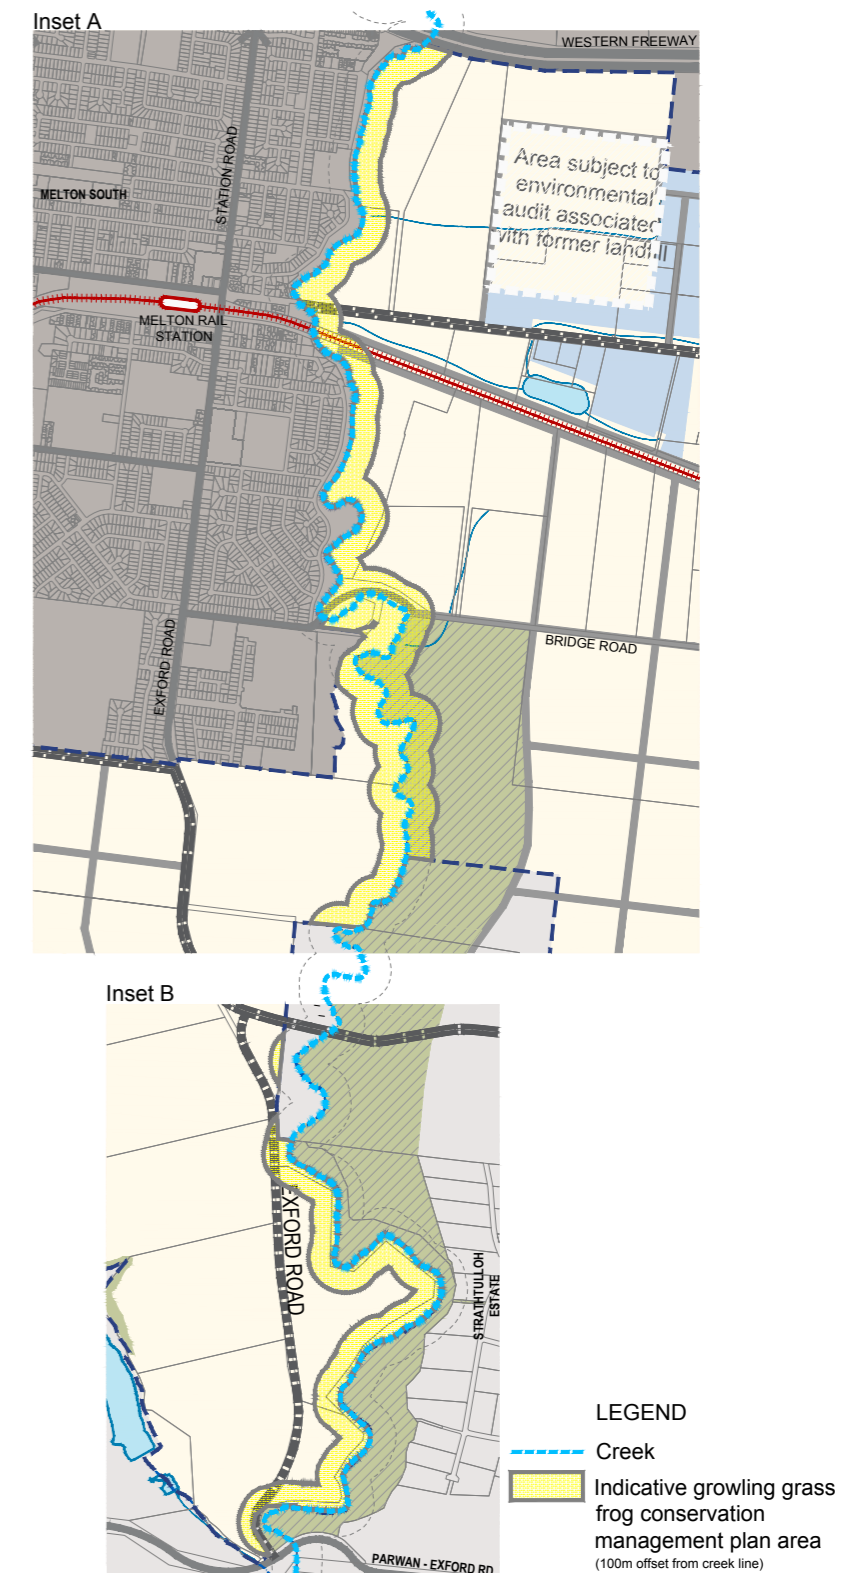 Inset A
WESTERN FREEWAY
Area subject to
environmental
audit associated
with former landfill
STATION ROAD
MELTON SOUTH
MELTON RAIL
STATION
BRIDGE ROAD
EXFORD ROAD
Inset B
EXFORD ROAD
STRATHTULLOH
ESTATE
PARWAN - EXFORD RD
LEGEND
Creek
Indicative growling grass
frog conservation
management plan area
(100m offset from creek line)